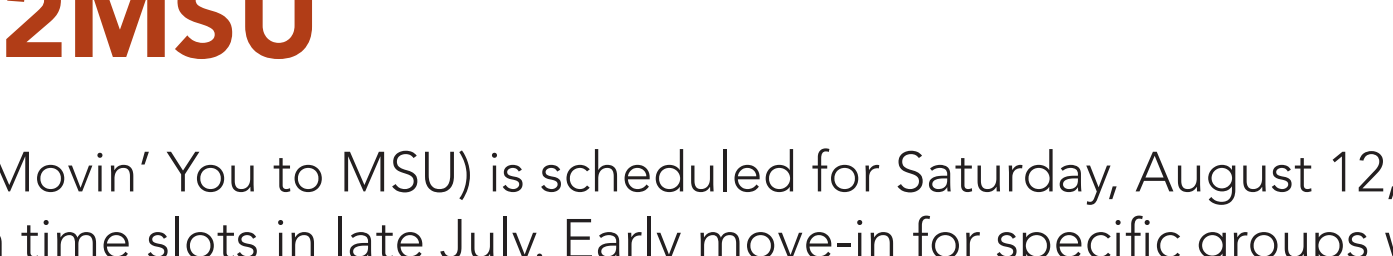 2MSU
Movin’ You to MSU) is scheduled for Saturday, August 12,
time slots in late July. Early move-in for specific groups